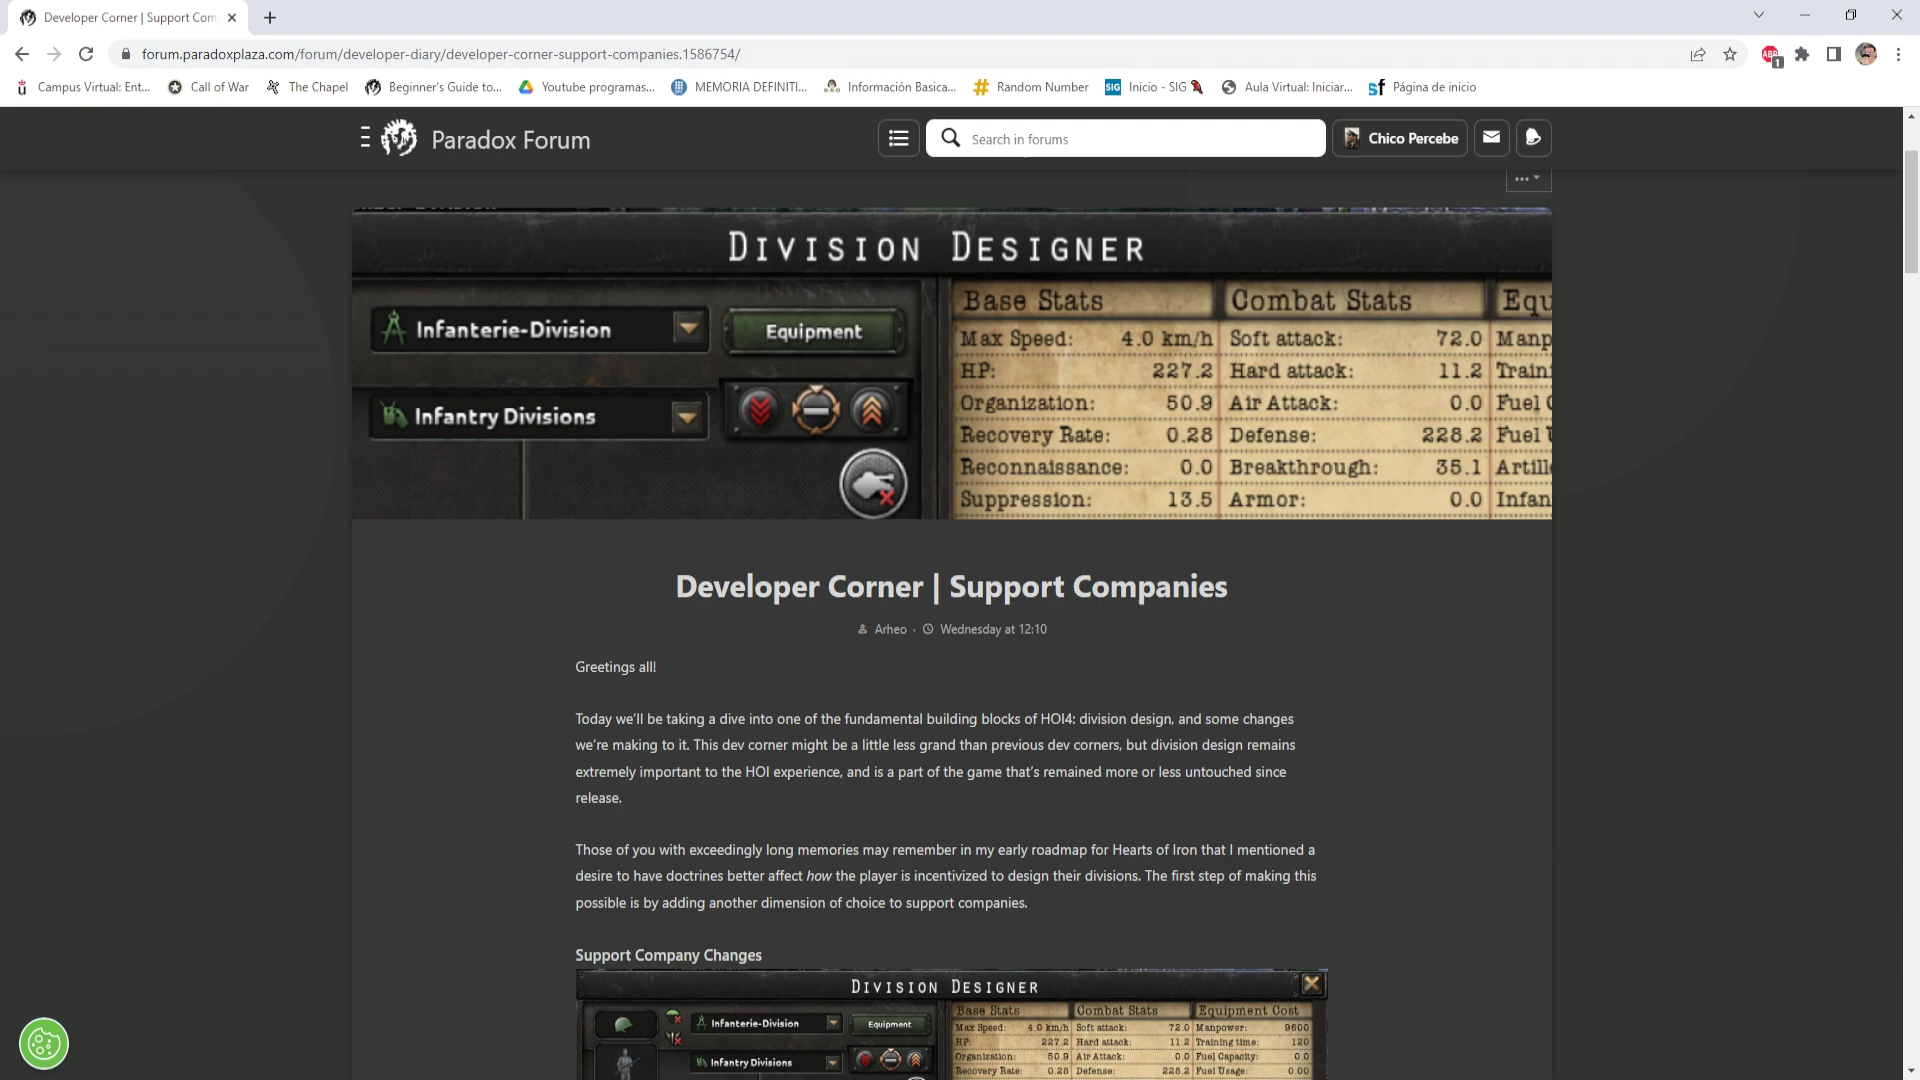 Developer Corner | Support Com
forum.paradoxplaza.com/forum/developer-diary/developer-corner-support-companies.1586754/
ABP
1
Campus Virtual: Ent...
Call of War
The Chapel
Beginner's Guide to...
Youtube programas...
MEMORIA DEFINITI...
Información Basica...
Random Number
SIG
Inicio - SIG
Aula Virtual: Iniciar...
sf
Página de inicio
Paradox Forum
Search in forums
Chico Percebe
DIVISION DESIGNER
Infanterie-Division
Equipment
Infantry Divisions
Base Stats Combat Stats Equ
Max Speed: 4.0 km/h Soft attack: 72.0 Manp
HP: 227.2 Hard attack: 11.2 Train
Organization: 50.9 Air Attack: 0.0 Fuel C
Recovery Rate: 0.28 Defense: 228.2 Fuel U
Reconnaissance: 0.0 Breakthrough: 35.1 Artille
Suppression: 13.5 Armor: 0.0 Infan
Developer Corner | Support Companies
Arheo · Wednesday at 12:10
Greetings all!
Today we'll be taking a dive into one of the fundamental building blocks of HOI4: division design, and some changes
we're making to it. This dev corner might be a little less grand than previous dev corners, but division design remains
extremely important to the HOI experience, and is a part of the game that's remained more or less untouched since
release.
Those of you with exceedingly long memories may remember in my early roadmap for Hearts of Iron that I mentioned a
desire to have doctrines better affect how the player is incentivized to design their divisions. The first step of making this
possible is by adding another dimension of choice to support companies.
Support Company Changes
DIVISION DESIGNER
Infanterie-Division
Equipment
Infantry Divisions
Base Stats Combat Stats Equipment Cost
Max Speed: 4.0 km/h Soft attack: 72.0 Manpower: 9600
HP: 227.2 Hard attack: 11.2 Training time: 120
Organization: 50.9 Air Attack: 0.0 Fuel Capacity: 0.0
Recovery Rate: 0.28 Defense: 228.2 Fuel Usage: 0.00